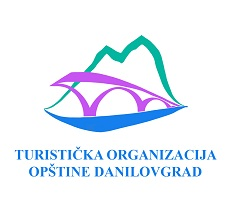 TURISTIČKA ORGANIZACIJA
OPŠTINE DANILOVGRAD